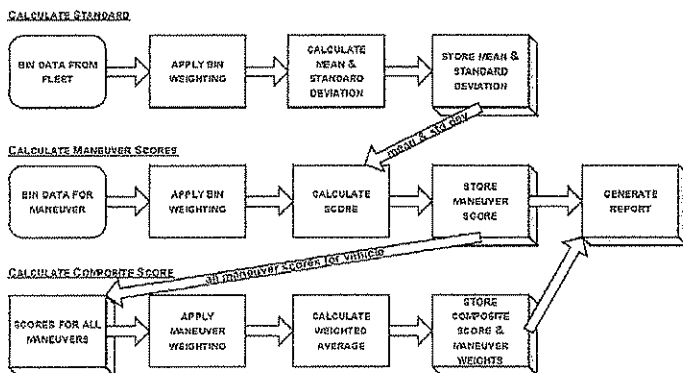 CALCULATE STANDARD
BIN DATA FROM
FLEET
APPLY BIN
WEIGHTING
CALCULATE
MEAN &
STANDARD
DEVIATION
STORE MEAN &
STANDARD
DEVIATION
mean & std dev
CALCULATE MANEUVER SCORES
BIN DATA FOR
MANEUVER
APPLY BIN
WEIGHTING
CALCULATE
SCORE
STORE
MANEUVER
SCORE
GENERATE
REPORT
all maneuver scores for vehicle
CALCULATE COMPOSITE SCORE
SCORES FOR ALL
MANEUVERS
APPLY
MANEUVER
WEIGHTING
CALCULATE
WEIGHTED
AVERAGE
STORE
COMPOSITE
SCORE &
MANEUVER
WEIGHTS